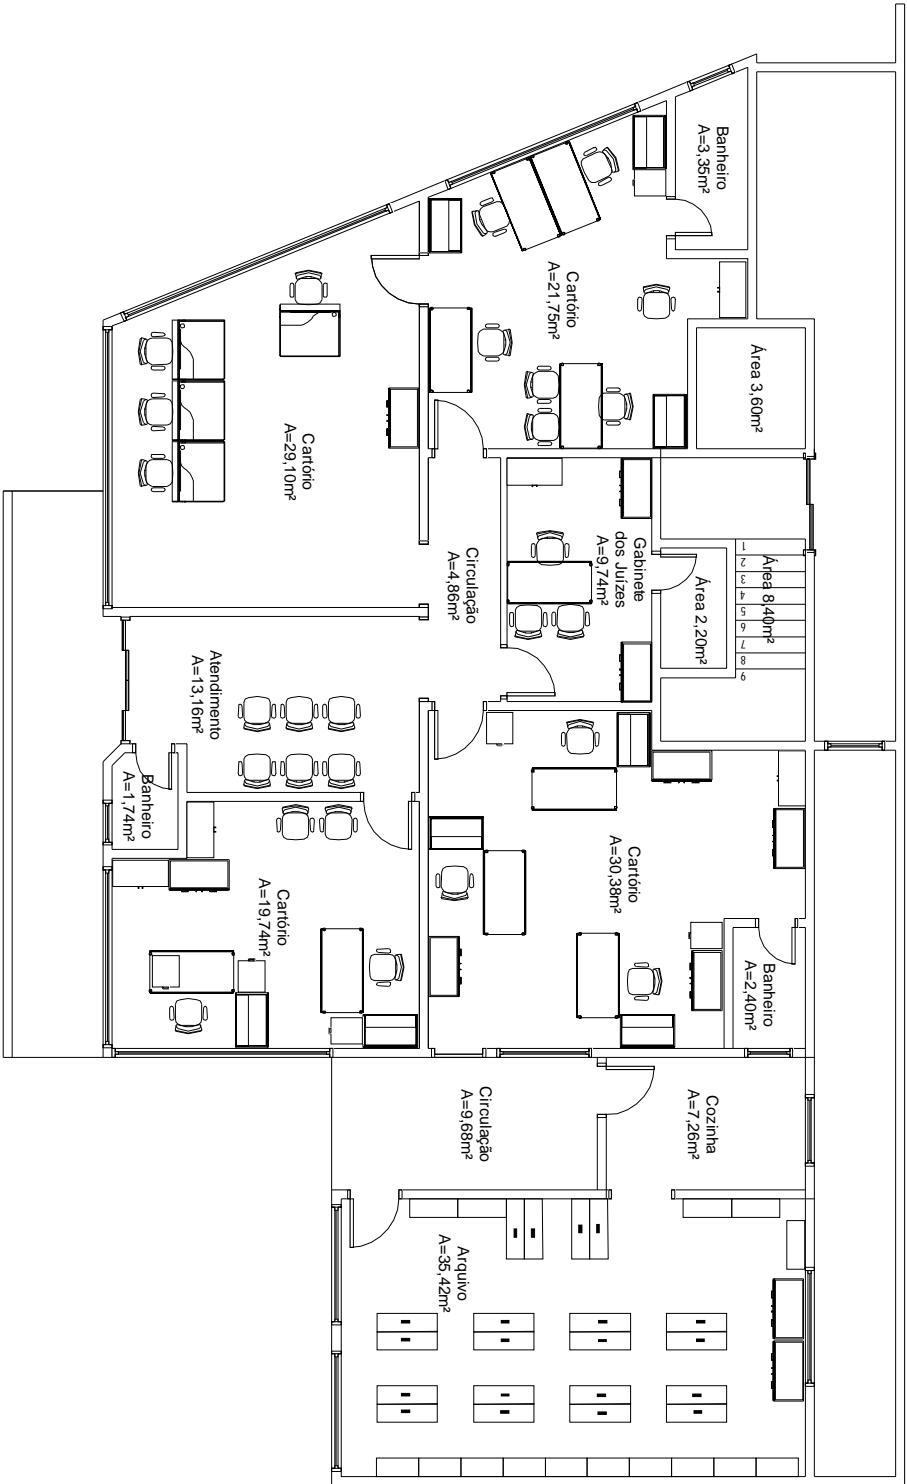 Banheiro
A=3,35m²
Cartório
A=21,75m²
Área 3,60m²
Cartório
A=29,10m²
Circulação
A=4,86m²
Gabinete
dos Juízes
A=9,74m²
Área 2,20m²
Área 8,40m²
1
2
3
4
5
6
7
8
9
Atendimento
A=13,16m²
Banheiro
A=1,74m²
Cartório
A=19,74m²
Cartório
A=30,38m²
Banheiro
A=2,40m²
Circulação
A=9,68m²
Cozinha
A=7,26m²
Arquivo
A=35,42m²